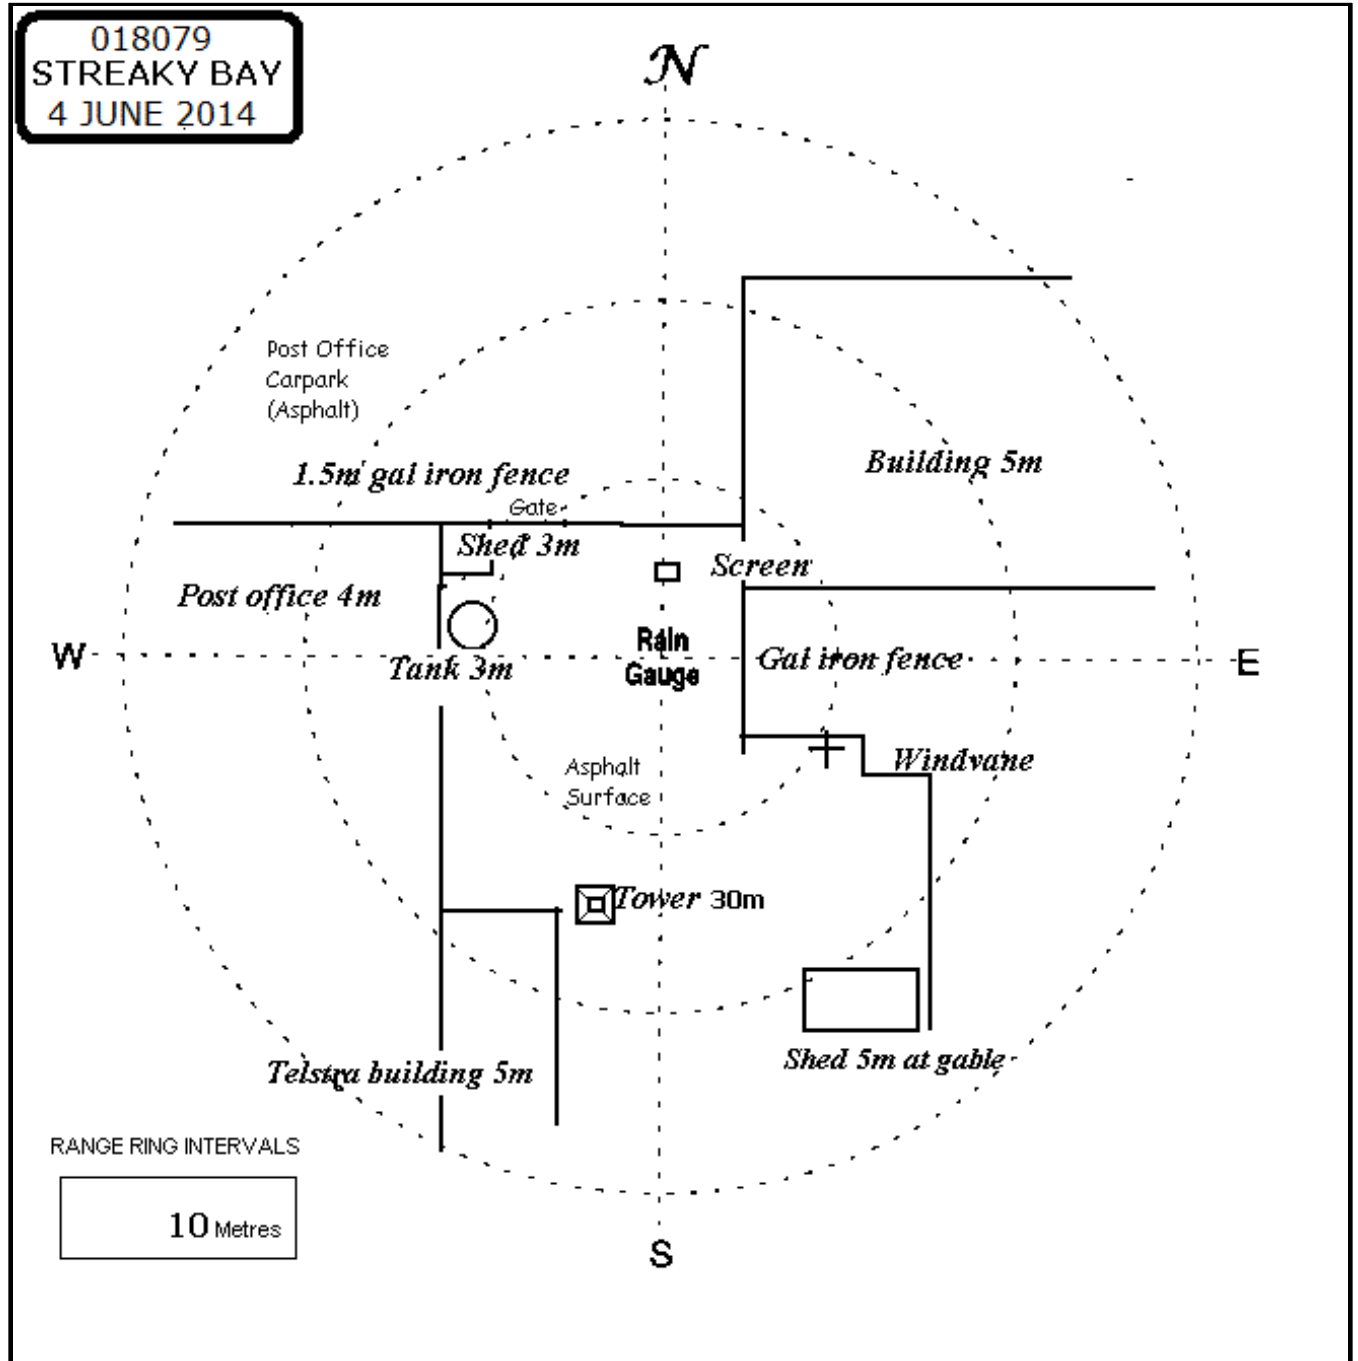 018079
STREAKY BAY
4 JUNE 2014
N
Post Office
Carpark
(Asphalt)
Building 5m
1.5m gal iron fence
Gate
Shed 3m
Screen
Post office 4m
Rain
Gauge
W
Tank 3m
Gal iron fence
E
Asphalt
Surface
Windvane
Tower 30m
Shed 5m at gable
Telstra building 5m
RANGE RING INTERVALS
10 Metres
S